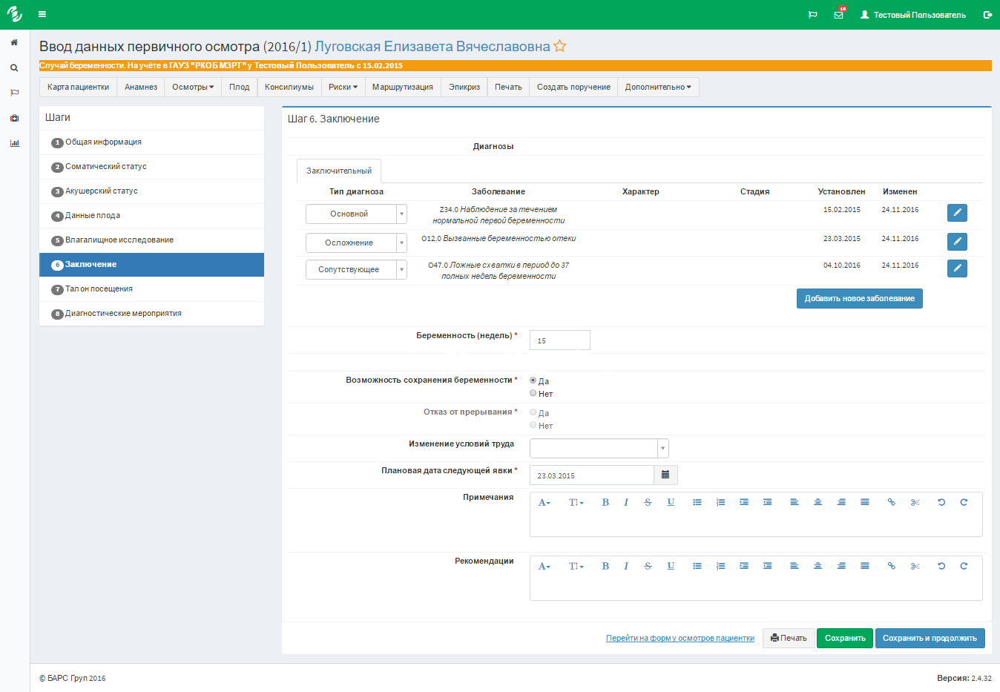 10
Тестовый Пользователь
Ввод данных первичного осмотра (2016/1) Луговская Елизавета Вячеславовна
Случай беременности. На учёте в ГАУЗ "РКОБ МЗРТ" у Тестовый Пользователь с 15.02.2015
Карта пациентки Анамнез Осмотры Плод Консилиумы Риски Маршрутизация Эпикриз Печать Создать поручение Дополнительно
Шаги
1 Общая информация
2 Соматический статус
3 Акушерский статус
4 Данные плода
5 Влагалищное исследование
6 Заключение
7 Талон посещения
8 Диагностические мероприятия
Шаг 6. Заключение
Диагнозы
Заключительный
Тип диагноза Заболевание Характер Стадия Установлен Изменен
Основной Z34.0 Наблюдение за течением 15.02.2015 24.11.2016
нормальной первой беременности
Осложнение O12.0 Вызванные беременностью отеки 23.03.2015 24.11.2016
Сопутствующее O47.0 Ложные схватки в период до 37 04.10.2016 24.11.2016
полных недель беременности
Добавить новое заболевание
Беременность (недель) * 15
Возможность сохранения беременности * Да
Нет
Отказ от прерывания * Да
Нет
Изменение условий труда
Плановая дата следующей явки * 23.03.2015
Примечания A T B I S U
Рекомендации A T B I S U
Перейти на форму осмотров пациентки Печать Сохранить Сохранить и продолжить
© БАРС Груп 2016 Версия: 2.4.32